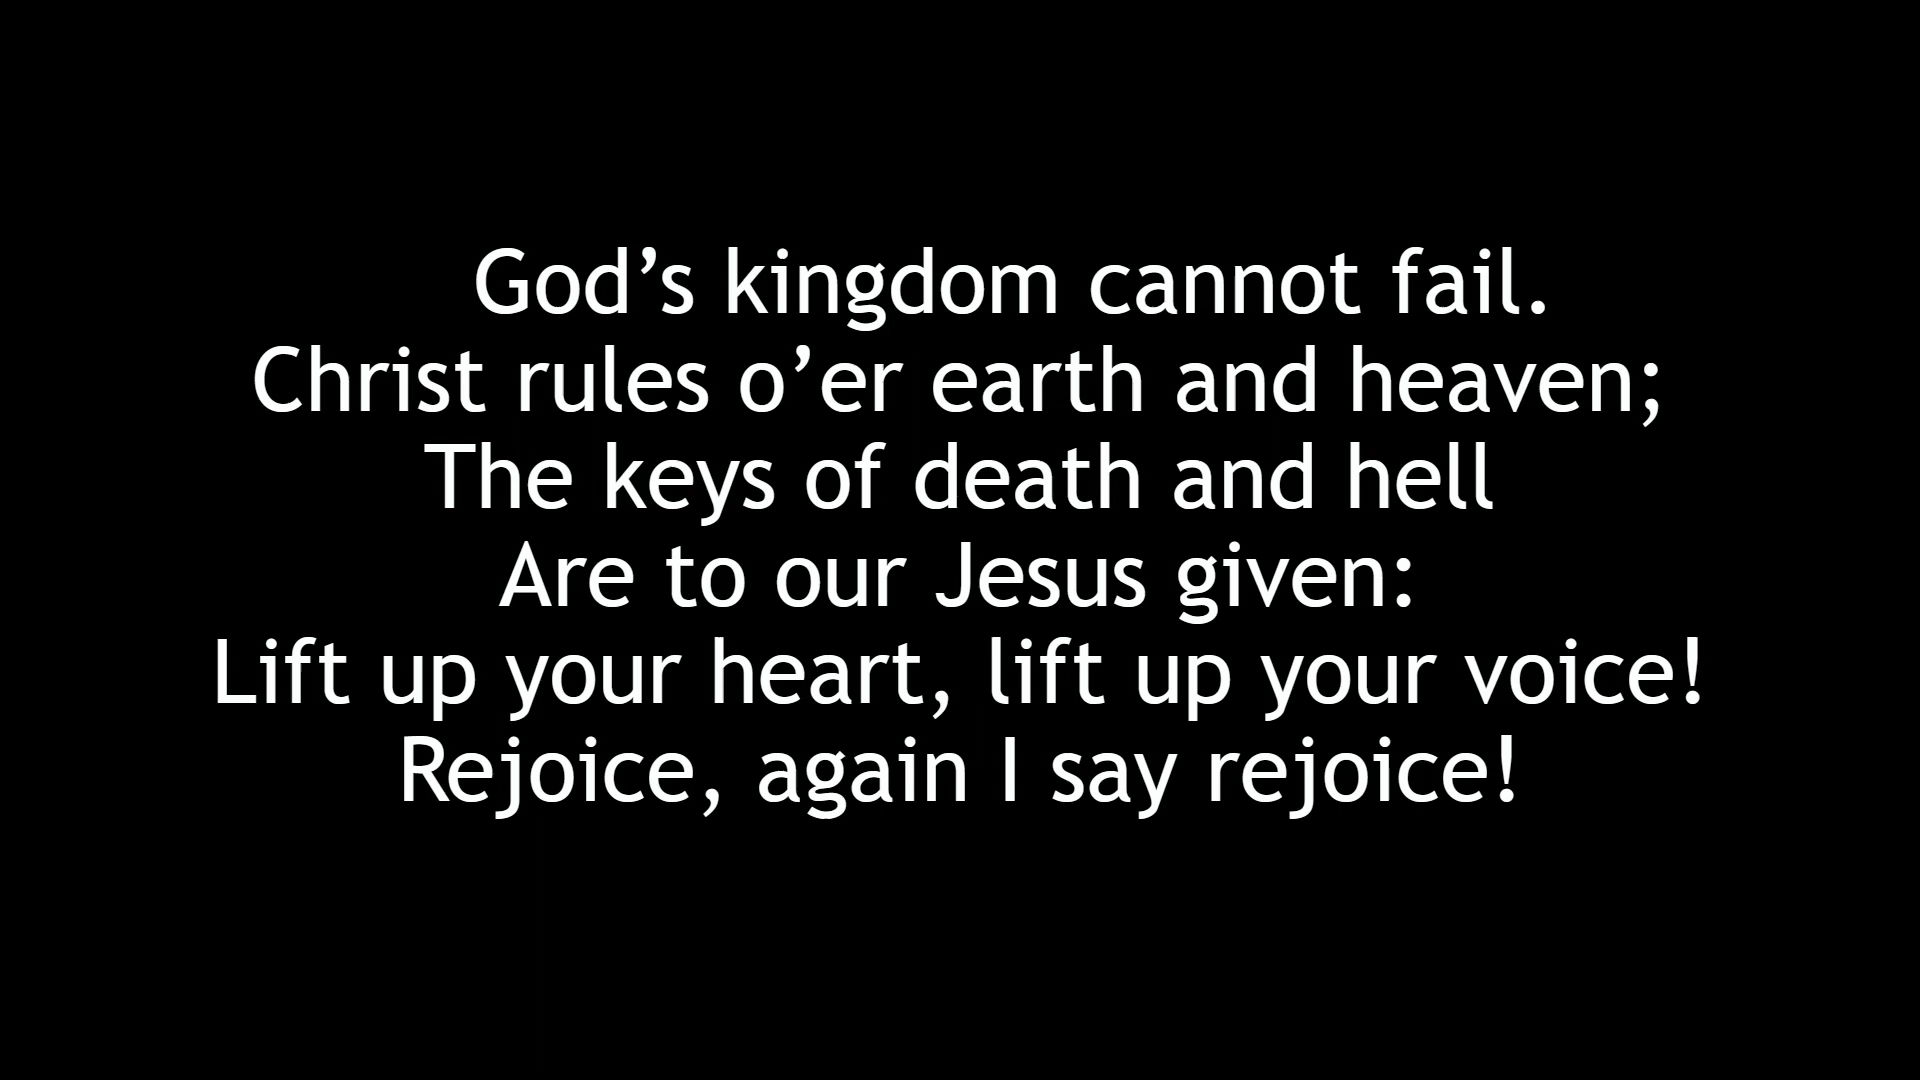 God’s kingdom cannot fail.
Christ rules o’er earth and heaven;
The keys of death and hell
Are to our Jesus given:
Lift up your heart, lift up your voice!
Rejoice, again I say rejoice!